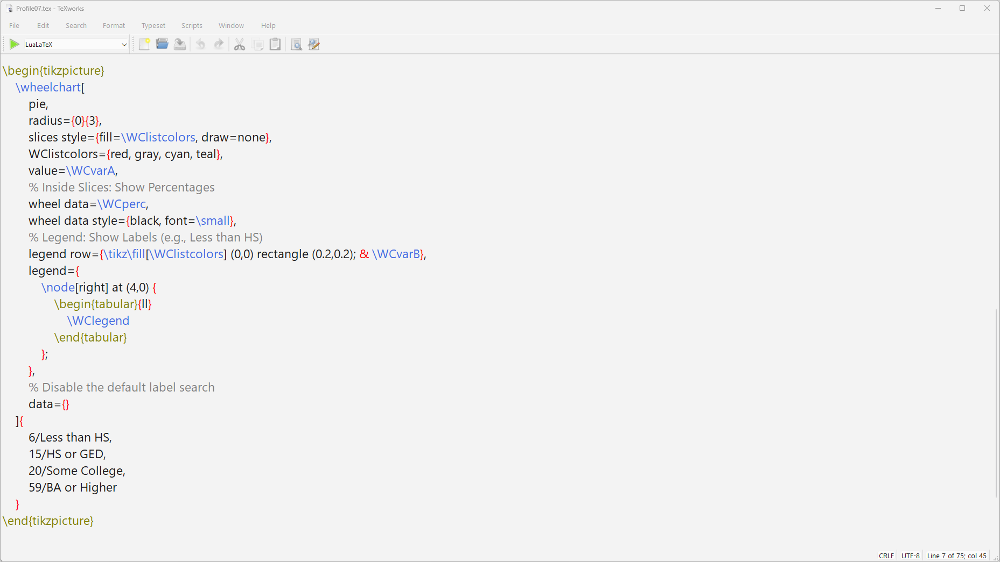 Profile07.tex - TeXworks
File Edit Search Format Typeset Scripts Window Help
LuaLaTeX
\begin{tikzpicture}
    \wheelchart[
        pie,
        radius={0}{3},
        slices style={fill=\WClistcolors, draw=none},
        WClistcolors={red, gray, cyan, teal},
        value=\WCvarA,
        % Inside Slices: Show Percentages
        wheel data=\WCperc,
        wheel data style={black, font=\small},
        % Legend: Show Labels (e.g., Less than HS)
        legend row={\tikz\fill[\WClistcolors] (0,0) rectangle (0.2,0.2); & \WCvarB},
        legend={
            \node[right] at (4,0) {
                \begin{tabular}{ll}
                    \WClegend
                \end{tabular}
            };
        },
        % Disable the default label search
        data={}
    ]{
        6/Less than HS,
        15/HS or GED,
        20/Some College,
        59/BA or Higher
    }
\end{tikzpicture}
CRLF UTF-8 Line 7 of 75; col 45